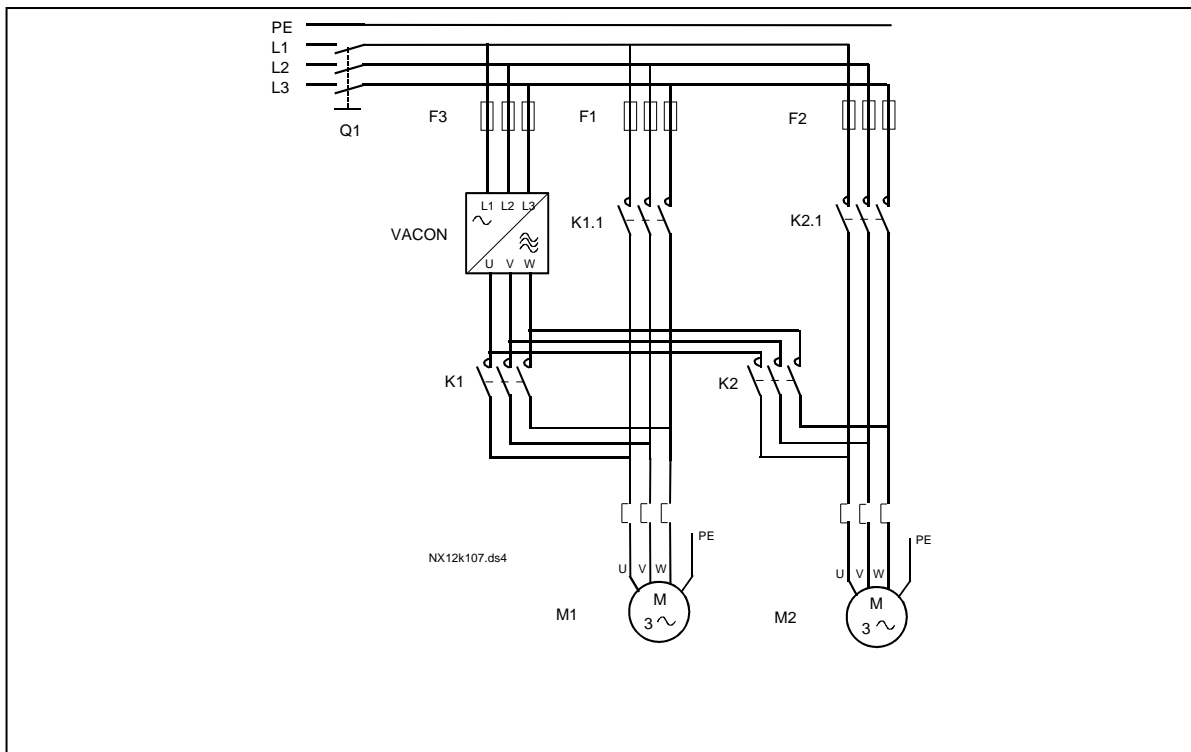 PE
L1
L2
L3
Q1
F3
F1
F2
L1 L2 L3
VACON
U V W
K1.1
K2.1
K1
K2
NX12k107.ds4
PE
PE
U V W
U V W
M1
M
3
M2
M
3